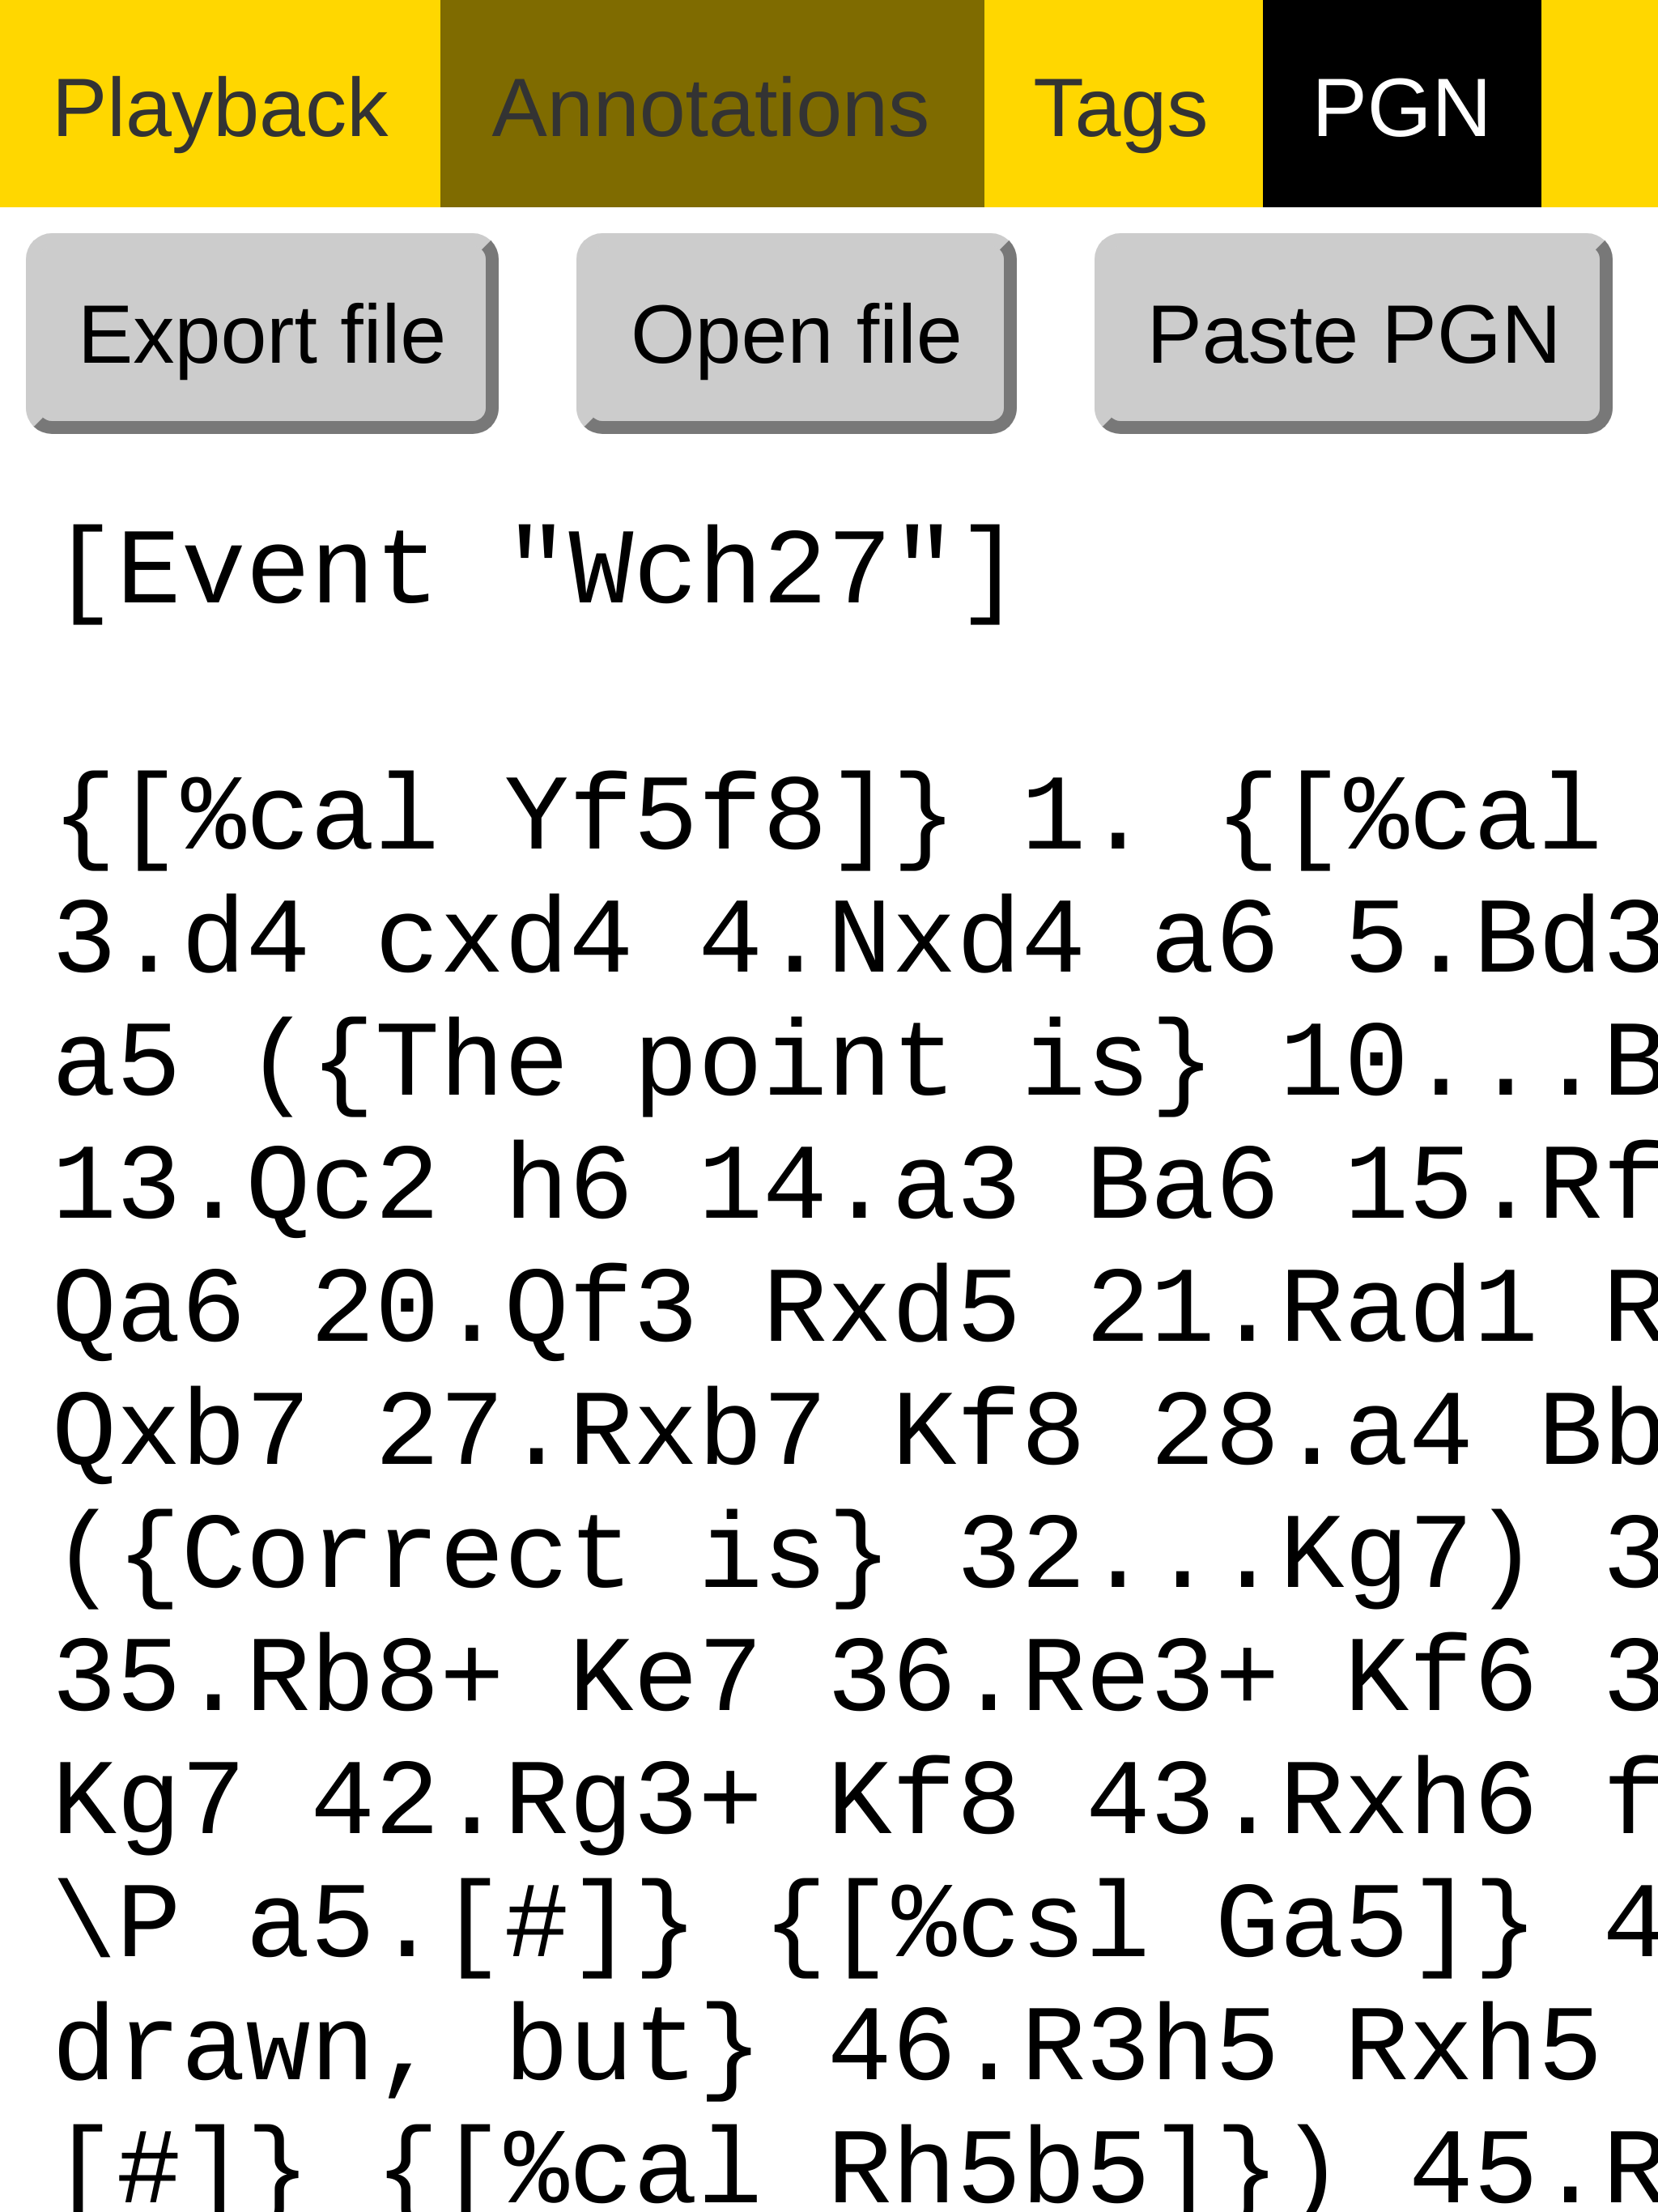 Playback Annotations Tags PGN
Export file Open file Paste PGN
[Event "Wch27"]
{[%cal Yf5f8]} 1. {[%cal
3.d4 cxd4 4.Nxd4 a6 5.Bd3
a5 ({The point is} 10...B
13.Qc2 h6 14.a3 Ba6 15.Rf
Qa6 20.Qf3 Rxd5 21.Rad1 R
Qxb7 27.Rxb7 Kf8 28.a4 Bb
({Correct is} 32...Kg7) 3
35.Rb8+ Ke7 36.Re3+ Kf6 3
Kg7 42.Rg3+ Kf8 43.Rxh6 f
\P a5.[#]} {[%csl Ga5]} 4
drawn, but} 46.R3h5 Rxh5
[#]} {[%cal Rh5b5]}) 45.R